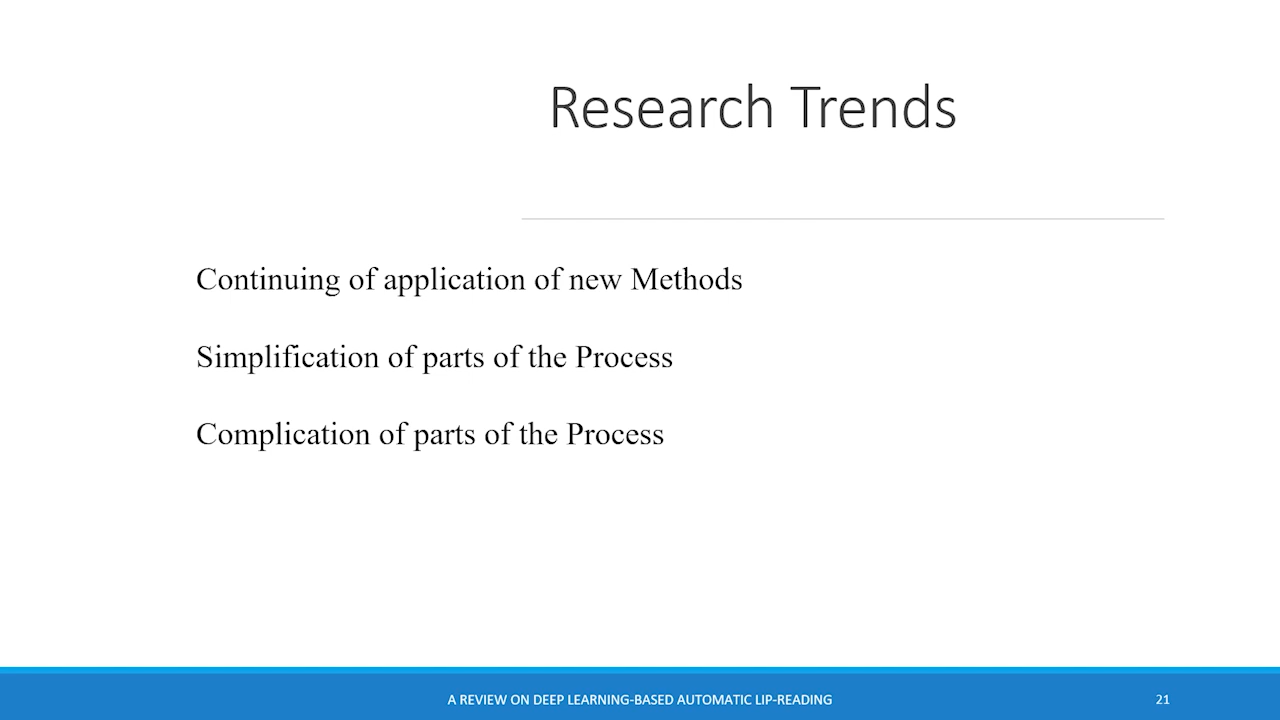 Research Trends
Continuing of application of new Methods
Simplification of parts of the Process
Complication of parts of the Process
A REVIEW ON DEEP LEARNING-BASED AUTOMATIC LIP-READING
21